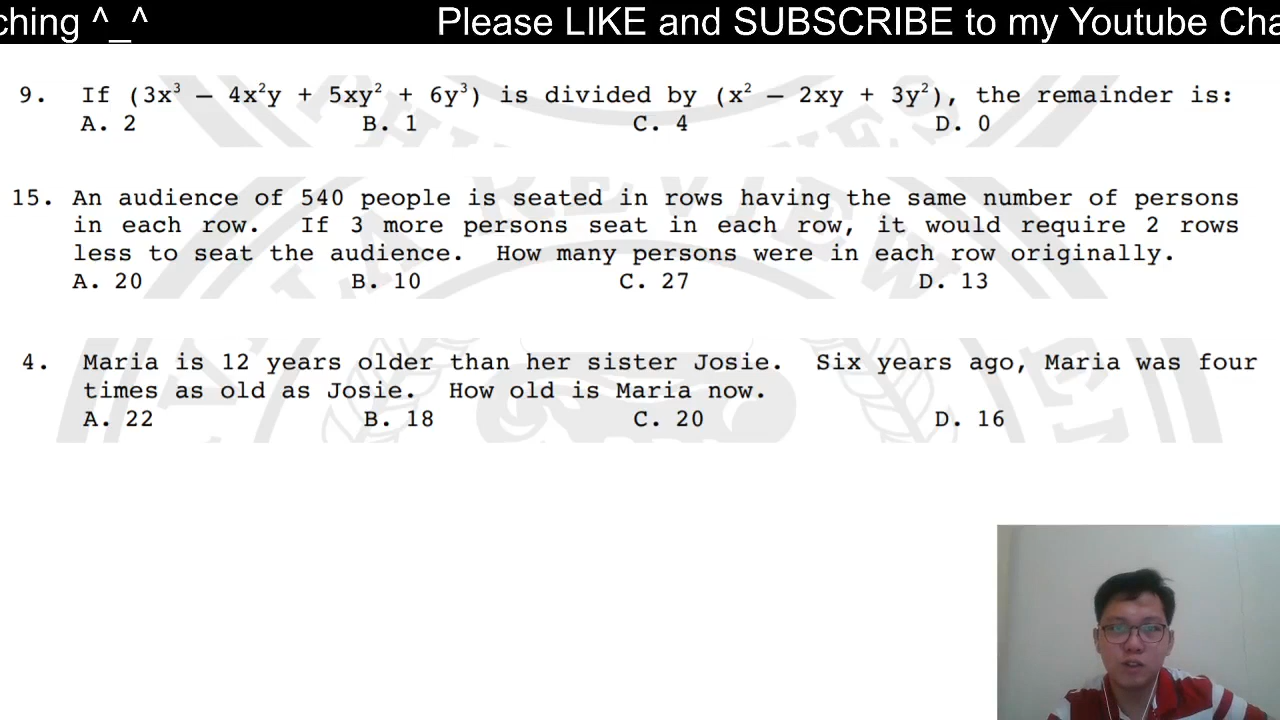 ching ^_^ Please LIKE and SUBSCRIBE to my Youtube Cha
9. If (3x³ – 4x²y + 5xy² + 6y³) is divided by (x² – 2xy + 3y²), the remainder is:
A. 2 B. 1 C. 4 D. 0
15. An audience of 540 people is seated in rows having the same number of persons
in each row. If 3 more persons seat in each row, it would require 2 rows
less to seat the audience. How many persons were in each row originally.
A. 20 B. 10 C. 27 D. 13
4. Maria is 12 years older than her sister Josie. Six years ago, Maria was four
times as old as Josie. How old is Maria now.
A. 22 B. 18 C. 20 D. 16